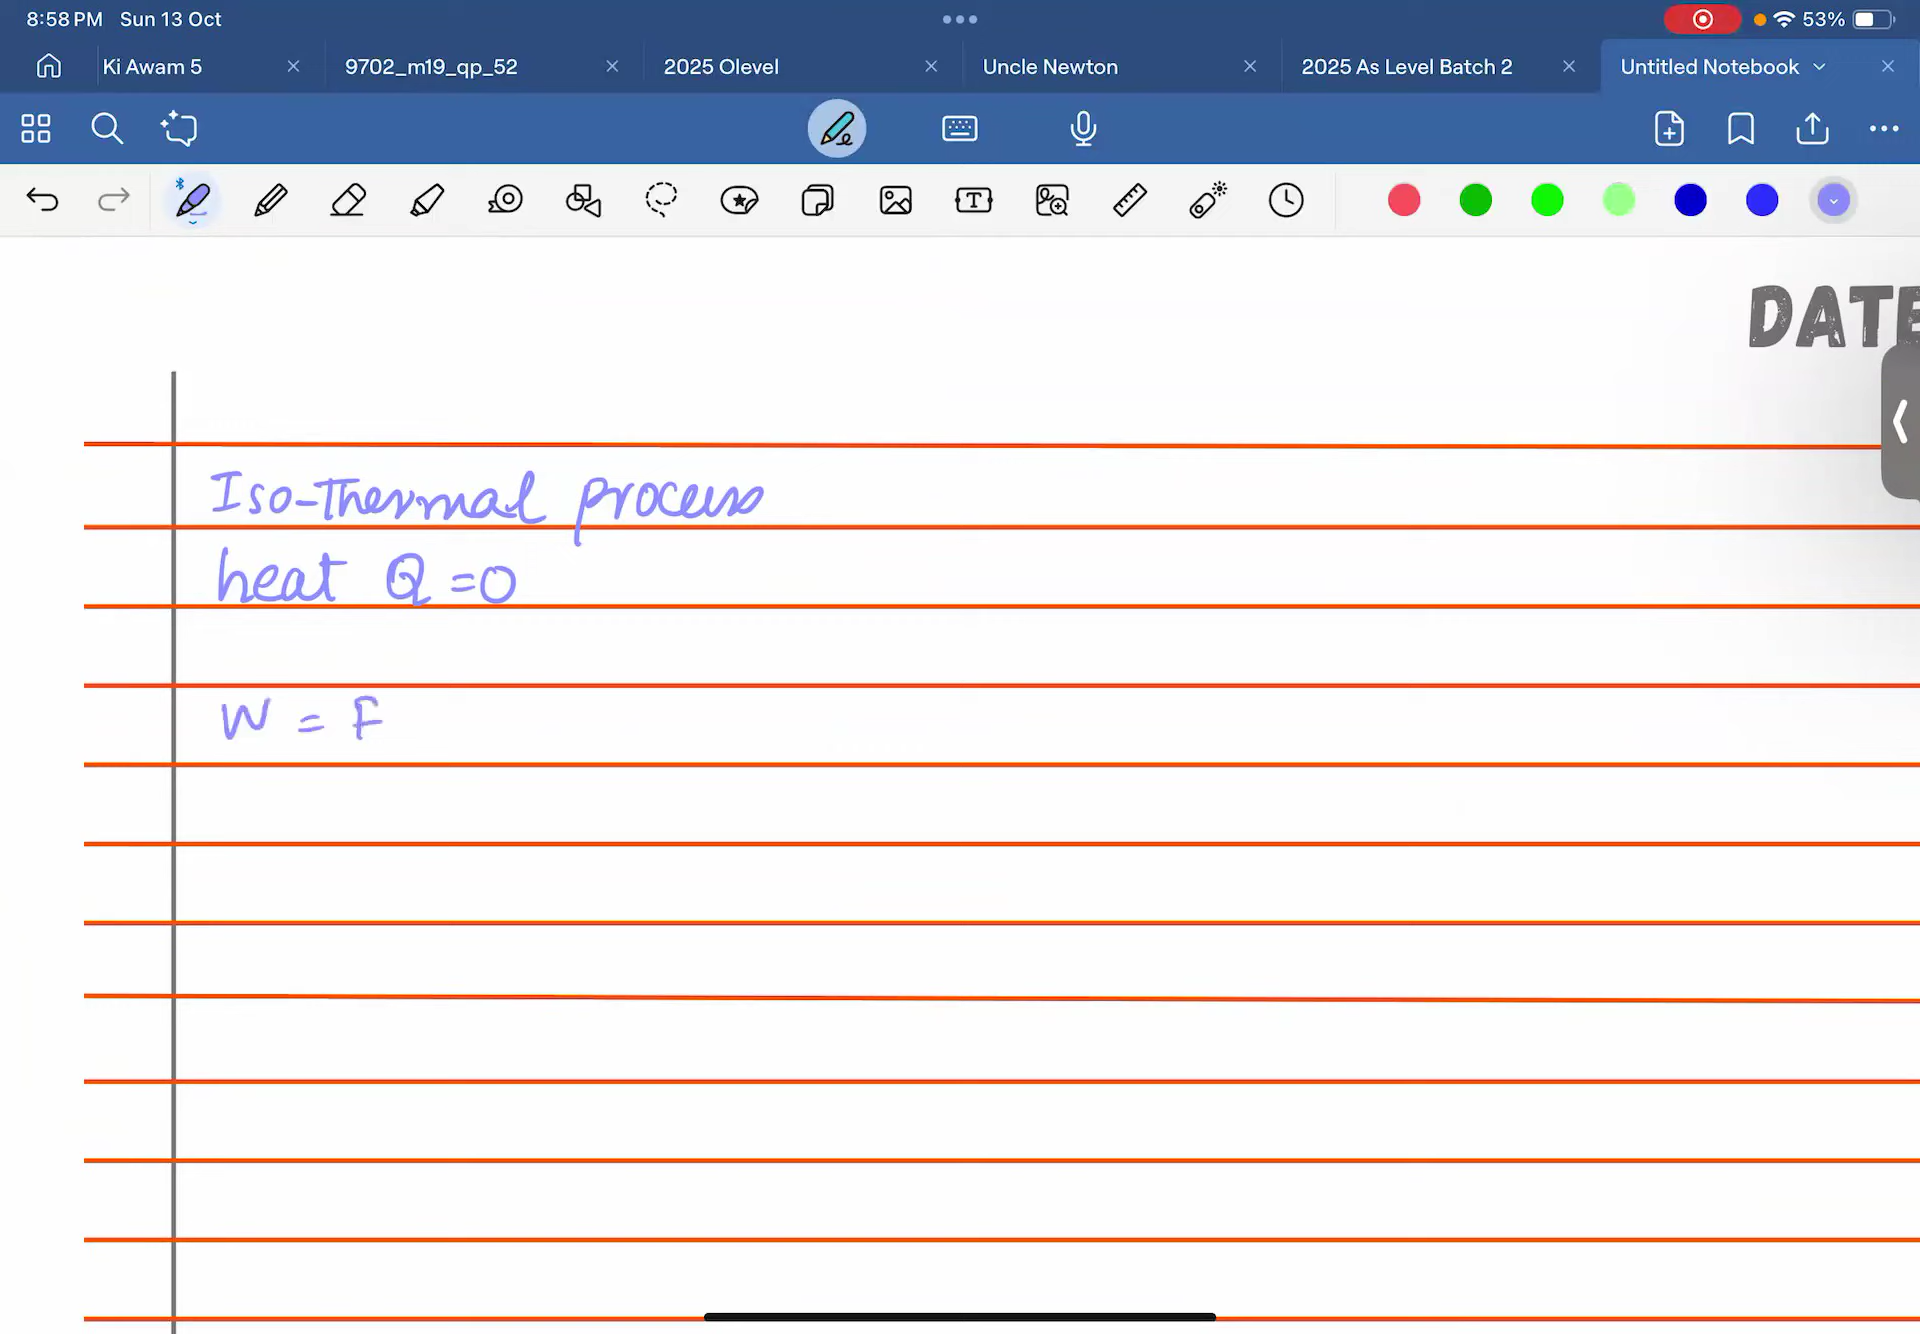 8:58 PM Sun 13 Oct 53%
Ki Awam 5 9702_m19_qp_52 2025 Olevel Uncle Newton 2025 As Level Batch 2 Untitled Notebook
DATE
Iso-Thermal process
heat Q =0
W = F